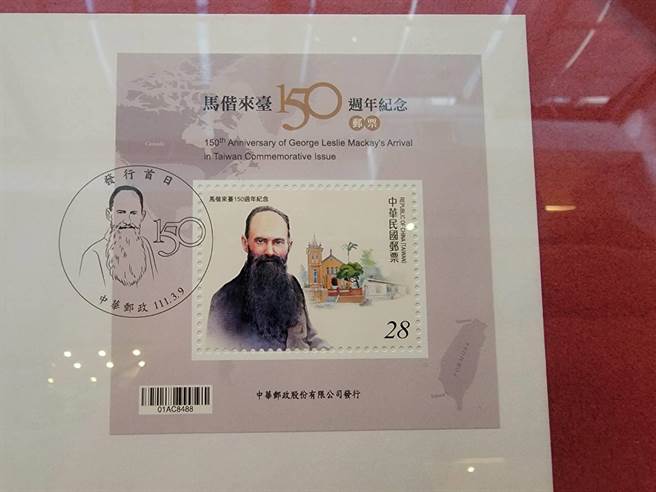 馬偕來臺150週年紀念
郵票
150th Anniversary of George Leslie Mackay's Arrival
in Taiwan Commemorative Issue
Canada
發行首日
150
中華郵政 111.3.9
馬偕來臺150週年紀念
REPUBLIC OF CHINA (TAIWAN)
中華民國郵票
28
FORMOSA
01AC8488
中華郵政股份有限公司發行